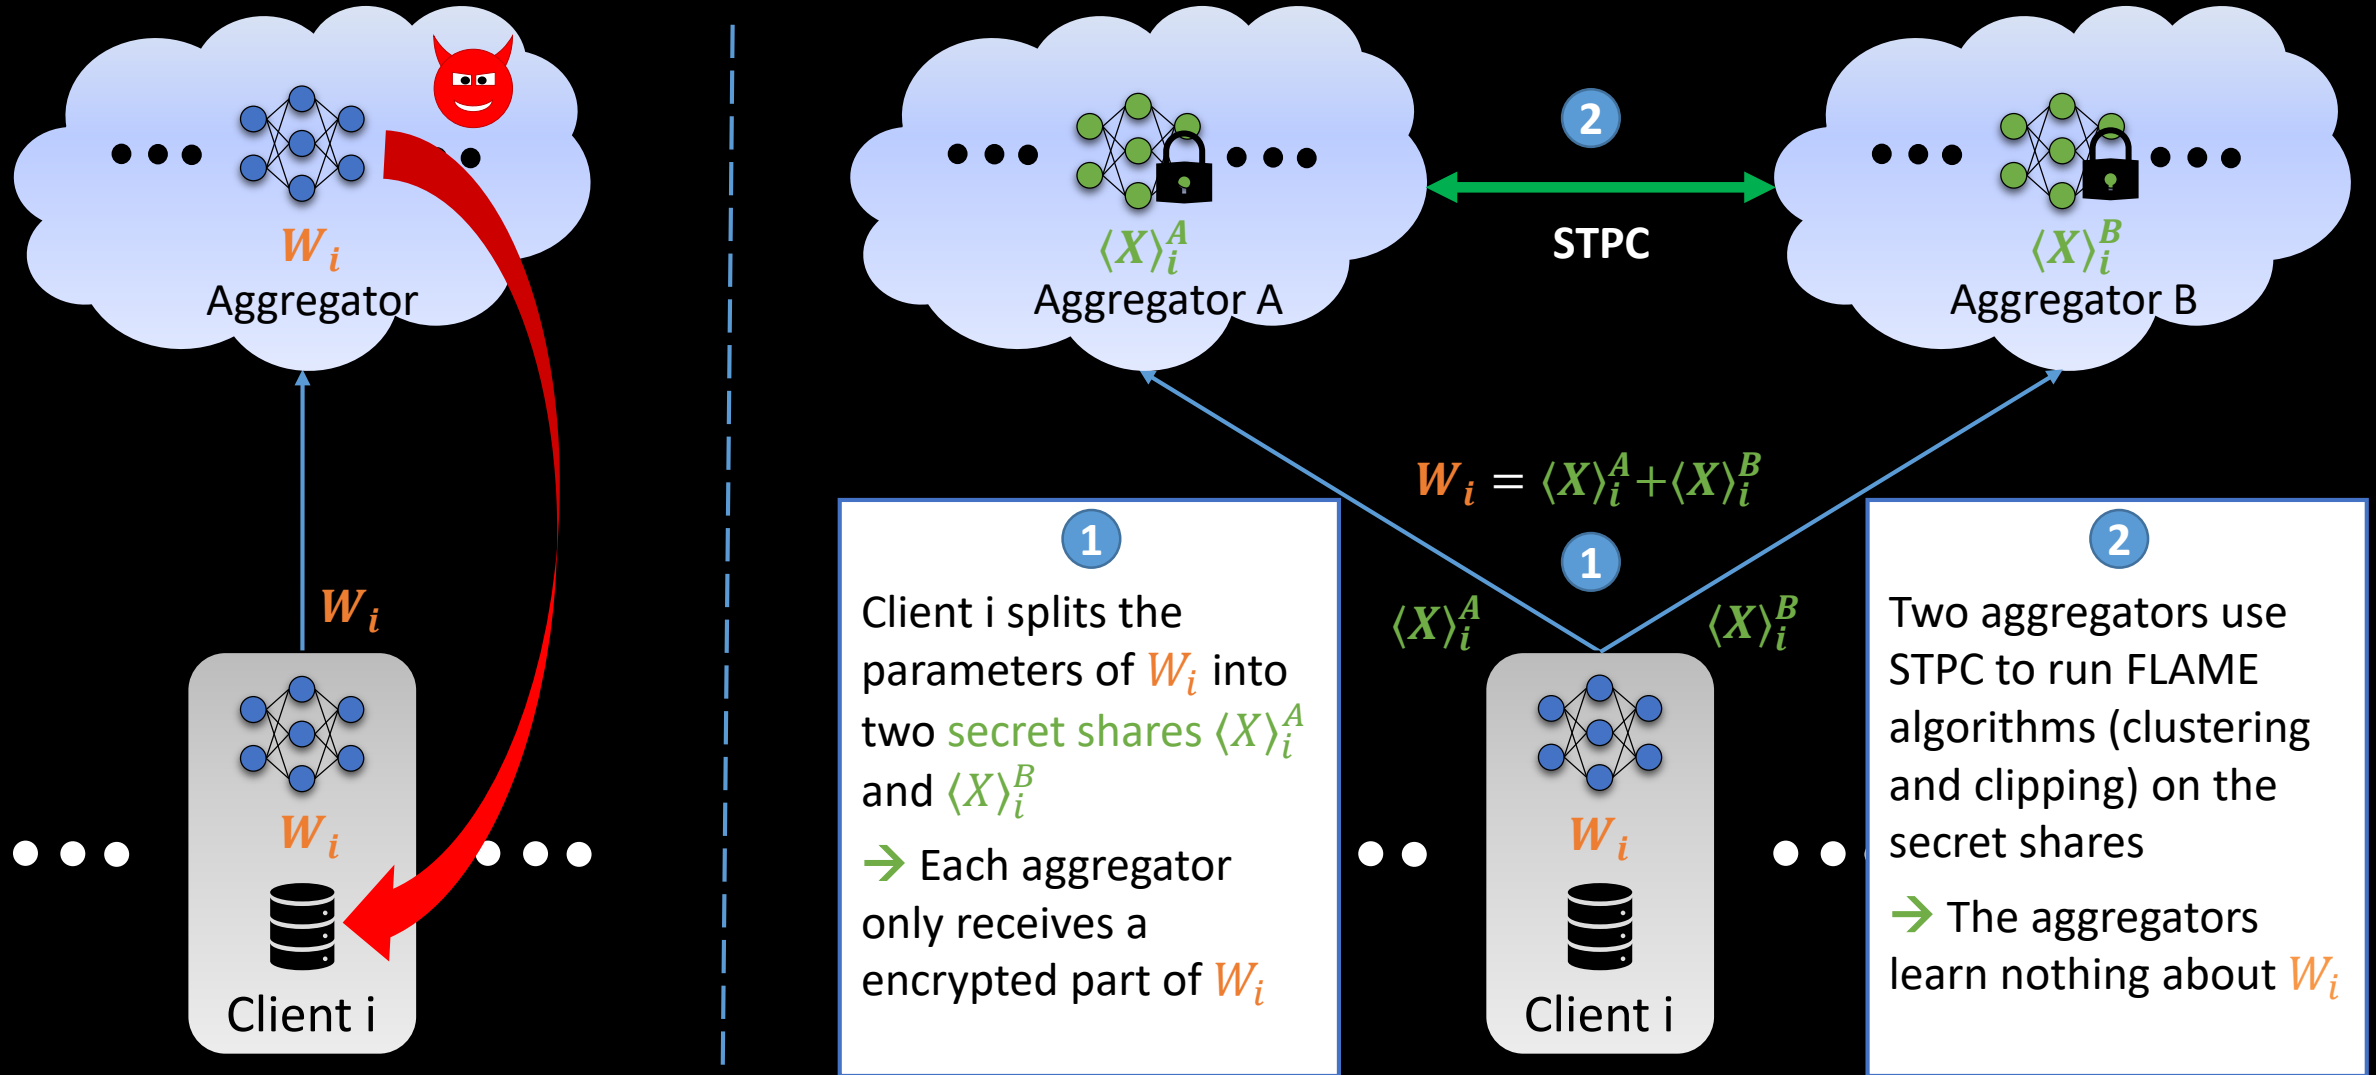 W_i
Aggregator
W_i
W_i
Client i
⟨X⟩_i^A
Aggregator A
2
STPC
⟨X⟩_i^B
Aggregator B
W_i = ⟨X⟩_i^A+⟨X⟩_i^B
1
⟨X⟩_i^A
⟨X⟩_i^B
W_i
Client i
1
Client i splits the
parameters of W_i into
two secret shares ⟨X⟩_i^A
and ⟨X⟩_i^B
→ Each aggregator
only receives a
encrypted part of W_i
2
Two aggregators use
STPC to run FLAME
algorithms (clustering
and clipping) on the
secret shares
→ The aggregators
learn nothing about W_i